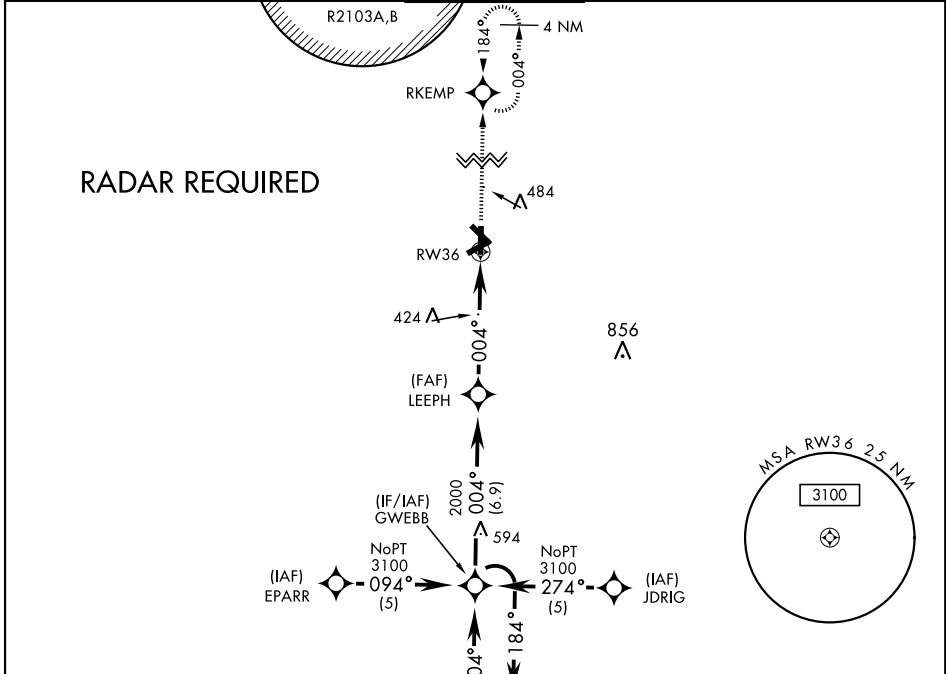 R2103A,B
184°
4 NM
004°
RKEMP
RADAR REQUIRED
484
RW36
424
004°
856
(FAF)
LEEPH
MSA RW36 25 NM
3100
2000
004°
(6.9)
(IF/IAF)
GWEBB
594
NoPT
3100
094°
(5)
NoPT
3100
274°
(5)
(IAF)
EPARR
(IAF)
JDRIG
184°
04°